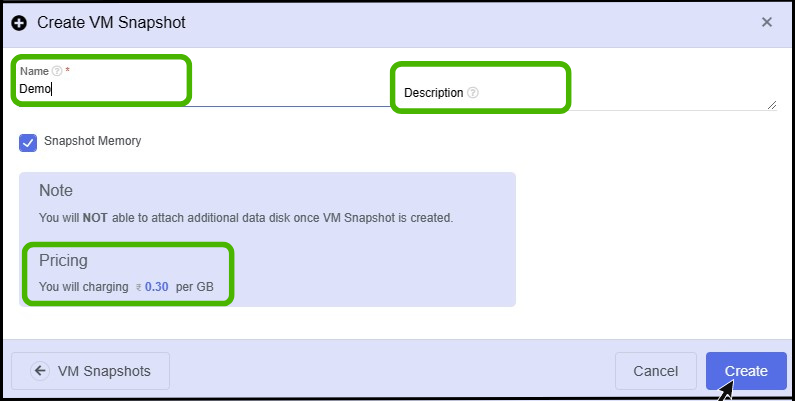 Create VM Snapshot
Name *
Demo
Description
Snapshot Memory
Note
You will NOT able to attach additional data disk once VM Snapshot is created.
Pricing
You will charging ₹ 0.30 per GB
VM Snapshots
Cancel
Create